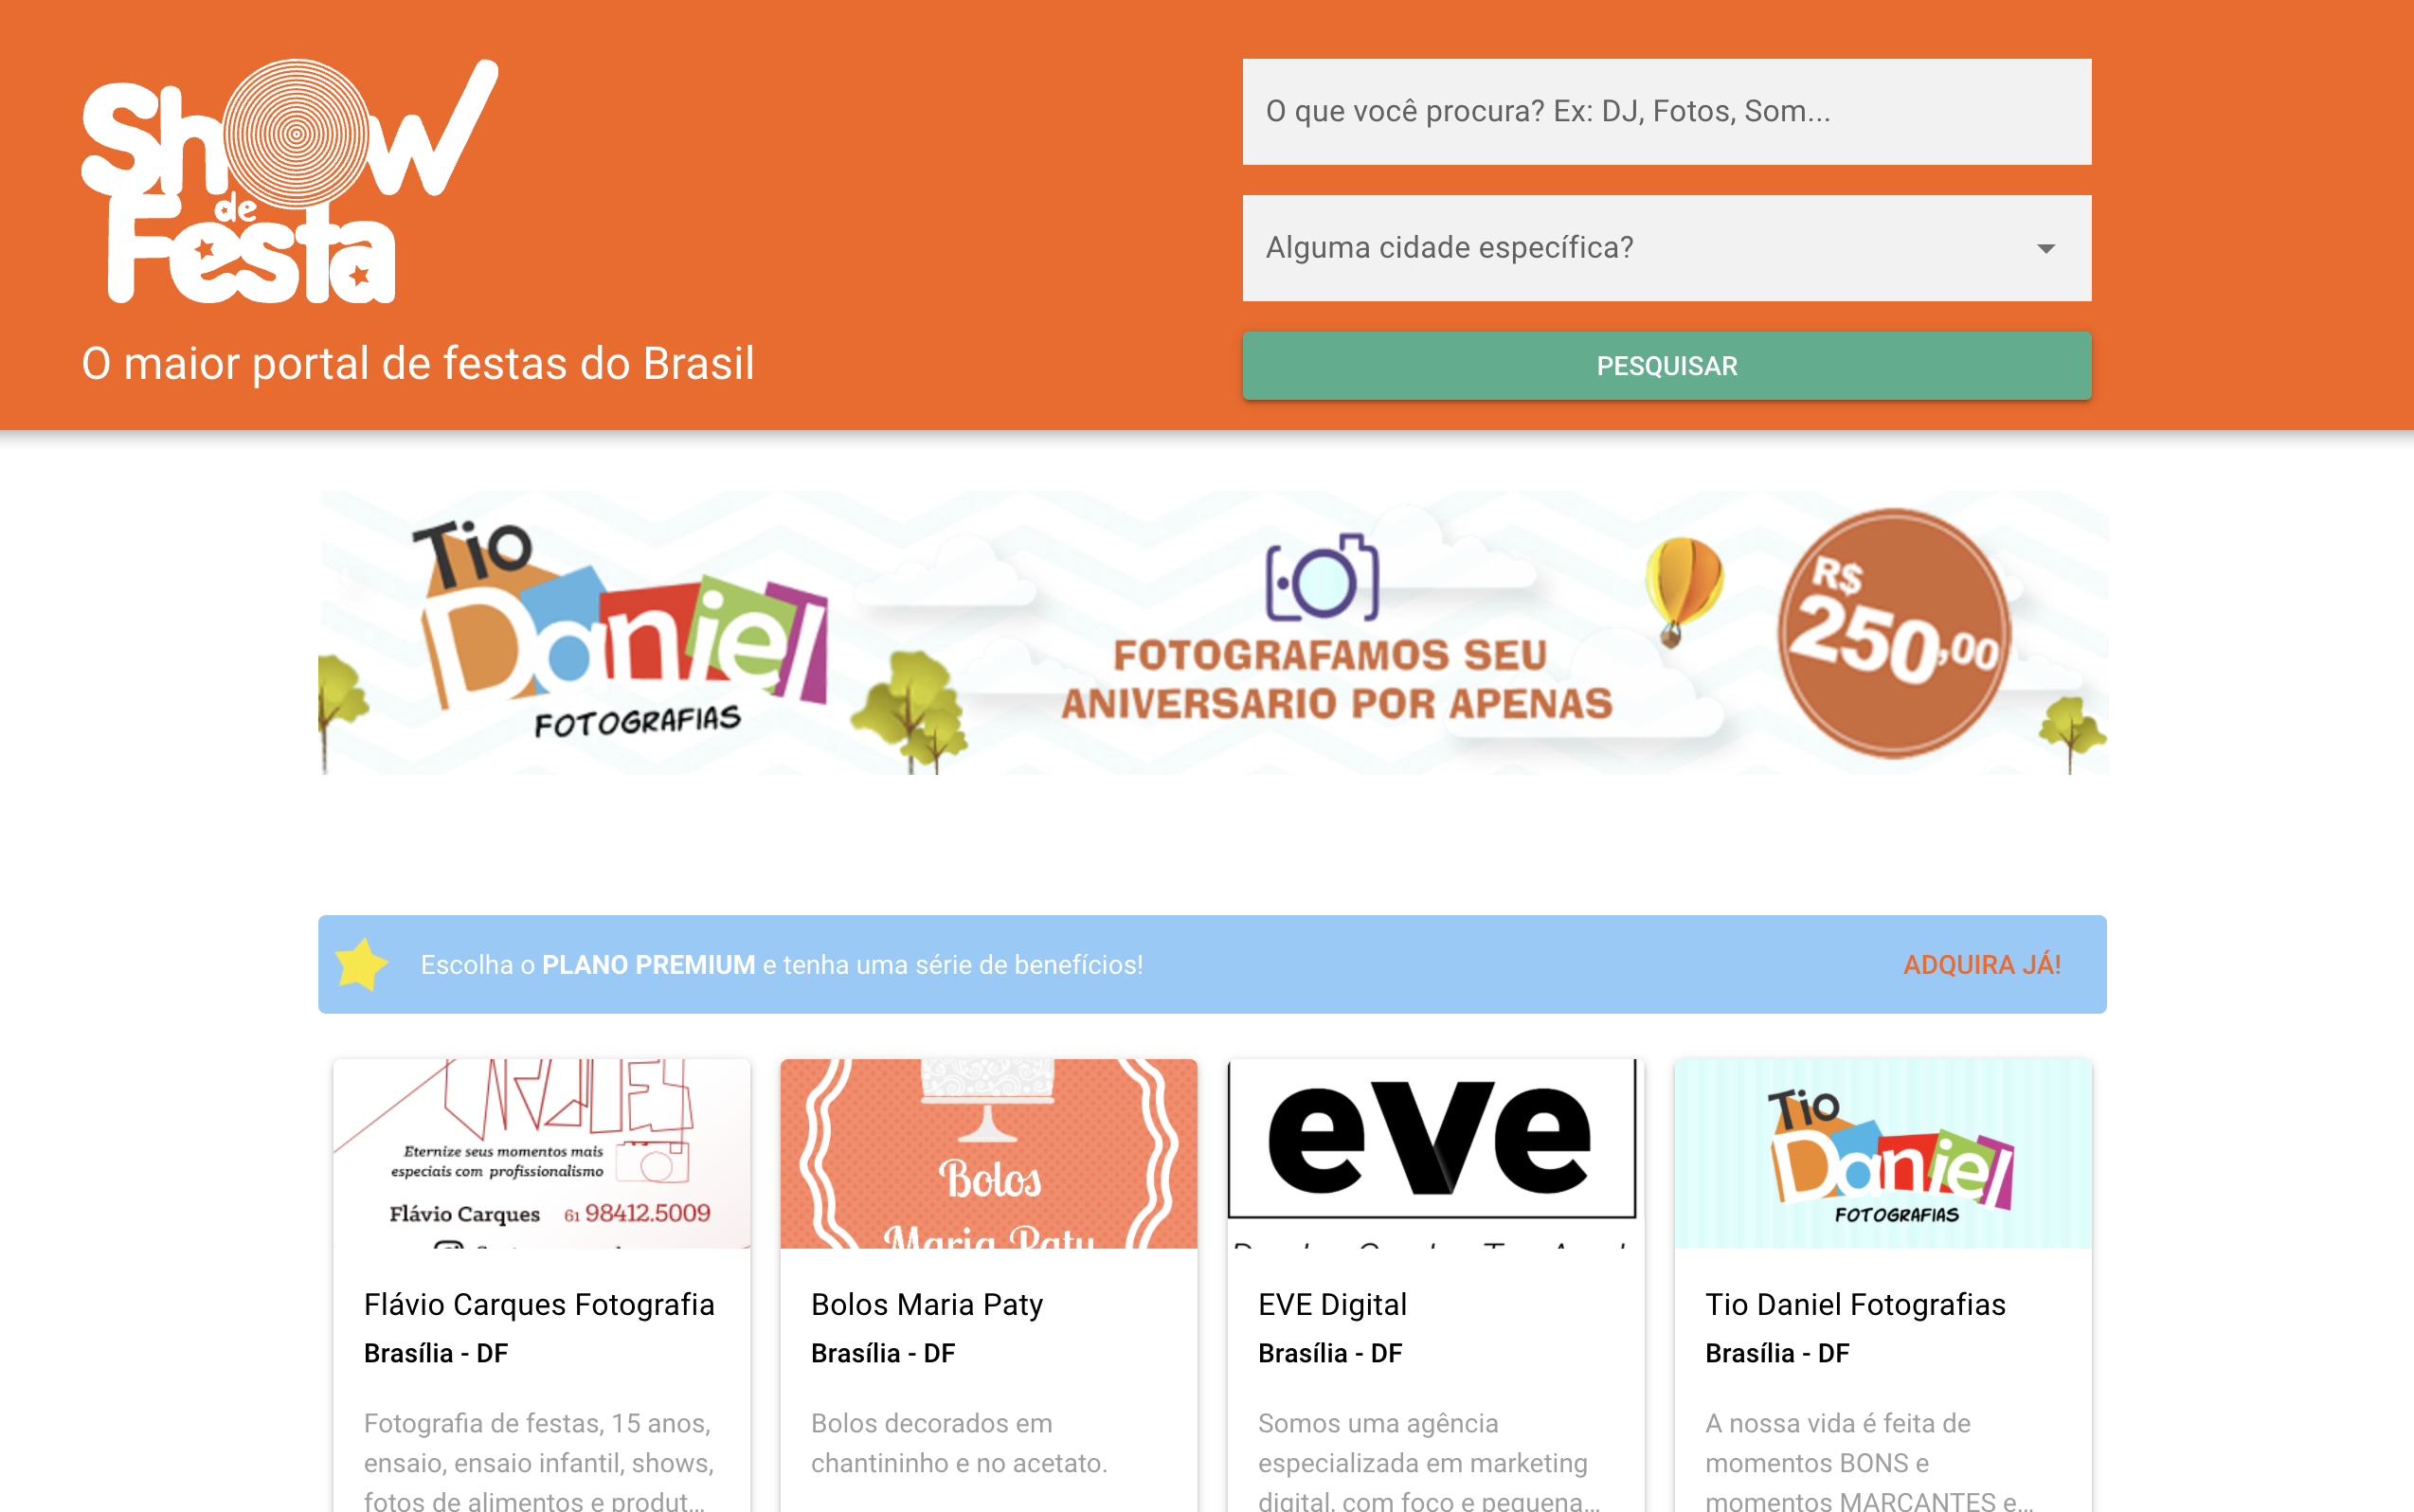 Show
de
Festa
O maior portal de festas do Brasil
O que você procura? Ex: DJ, Fotos, Som...
Alguma cidade específica?
PESQUISAR
Tio
Daniel
FOTOGRAFIAS
FOTOGRAFAMOS SEU
ANIVERSARIO POR APENAS
R$
250,00
Escolha o PLANO PREMIUM e tenha uma série de benefícios!
ADQUIRA JÁ!
Eternize seus momentos mais
especiais com profissionalismo
Flávio Carques 61 98412.5009
Flávio Carques Fotografia
Brasília - DF
Fotografia de festas, 15 anos,
ensaio, ensaio infantil, shows,
fotos de alimentos e produt...
Bolos
Maria Paty
Bolos Maria Paty
Brasília - DF
Bolos decorados em
chantininho e no acetato.
eve
EVE Digital
Brasília - DF
Somos uma agência
especializada em marketing
digital, com foco e pequena...
Tio
Daniel
FOTOGRAFIAS
Tio Daniel Fotografias
Brasília - DF
A nossa vida é feita de
momentos BONS e
momentos MARCANTES e...